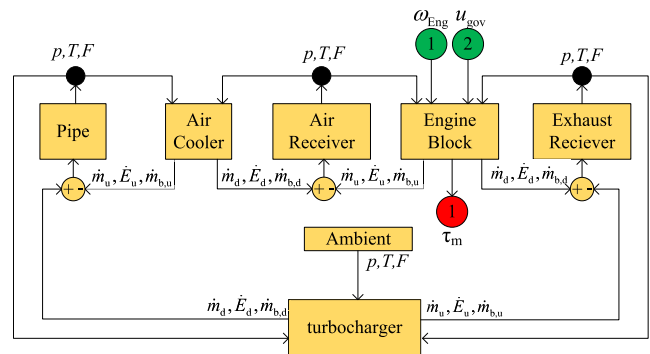 ω_Eng u_gov
p,T,F p,T,F 1 2 p,T,F
Pipe Air Cooler Air Receiver Engine Block Exhaust Reciever
+ - ṁ_u, Ė_u, ṁ_b,u ṁ_d, Ė_d, ṁ_b,d + - ṁ_u, Ė_u, ṁ_b,u ṁ_d, Ė_d, ṁ_b,d + -
1
τ_m
Ambient
p,T,F
ṁ_d, Ė_d, ṁ_b,d ṁ_u, Ė_u, ṁ_b,u
turbocharger